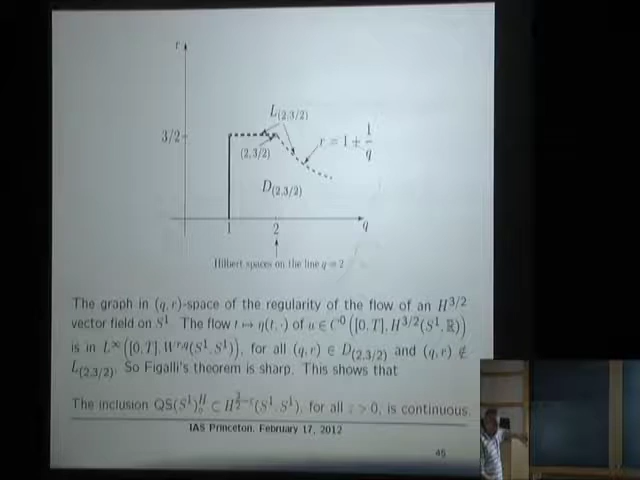 r
L(2,3/2)
3/2
r = 1 + 1/q
(2,3/2)
D(2,3/2)
1
2
q
Hilbert spaces on the line q = 2
The graph in (q, r)-space of the regularity of the flow of an H^{3/2}
vector field on S^1. The flow t ↦ η(t, ·) of u ∈ C^0([0, T], H^{3/2}(S^1, ℝ))
is in L^∞([0, T], W^{r,q}(S^1, S^1)), for all (q, r) ∈ D(2,3/2) and (q, r) ∉
L(2,3/2). So Figalli's theorem is sharp. This shows that
The inclusion QS(S^1)^H_o ⊂ H^{3/2−ε}(S^1, S^1), for all ε > 0, is continuous.
IAS Princeton, February 17, 2012